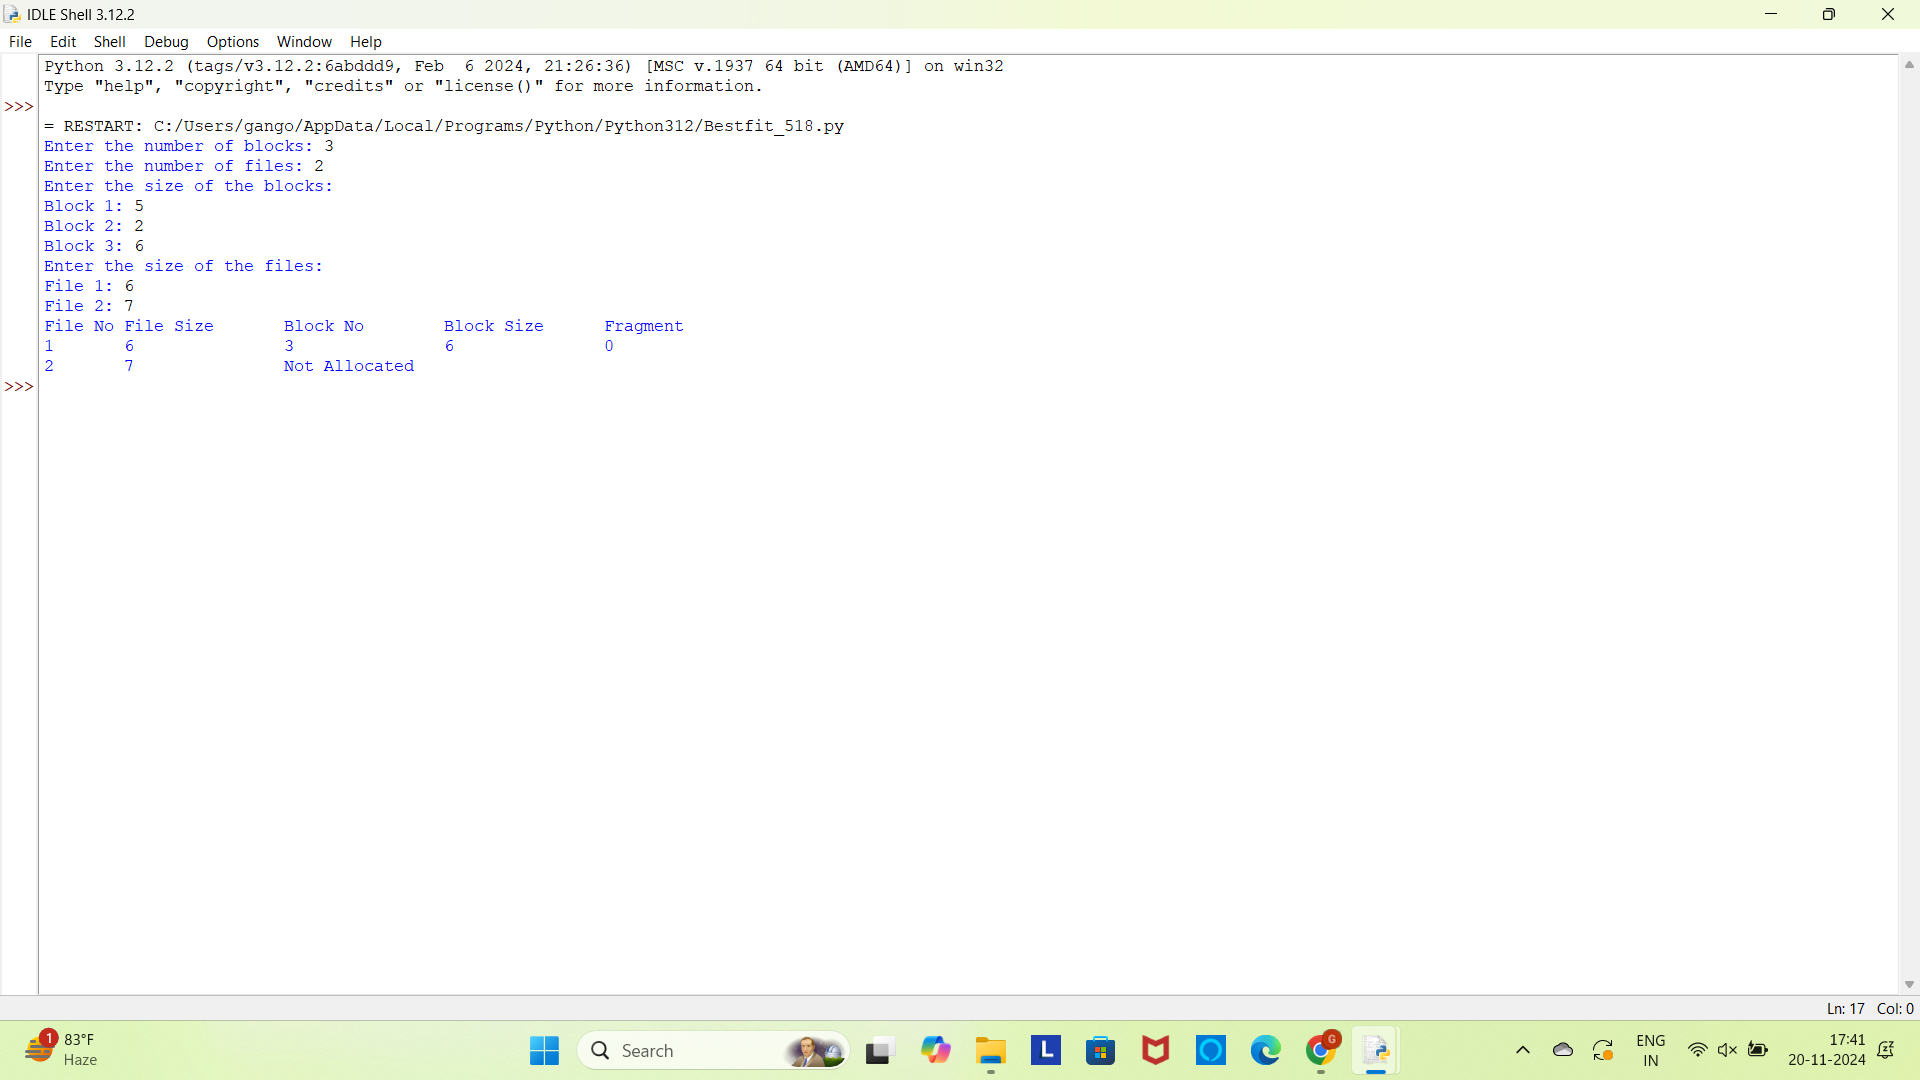 IDLE Shell 3.12.2
File Edit Shell Debug Options Window Help
Python 3.12.2 (tags/v3.12.2:6abddd9, Feb  6 2024, 21:26:36) [MSC v.1937 64 bit (AMD64)] on win32
Type "help", "copyright", "credits" or "license()" for more information.
>>>
= RESTART: C:/Users/gango/AppData/Local/Programs/Python/Python312/Bestfit_518.py
Enter the number of blocks: 3
Enter the number of files: 2
Enter the size of the blocks:
Block 1: 5
Block 2: 2
Block 3: 6
Enter the size of the files:
File 1: 6
File 2: 7
File No File Size       Block No        Block Size      Fragment
1       6               3               6               0
2       7               Not Allocated
>>>
Ln: 17 Col: 0
1
83°F
Haze
Search
L
G
ENG
IN
17:41
20-11-2024